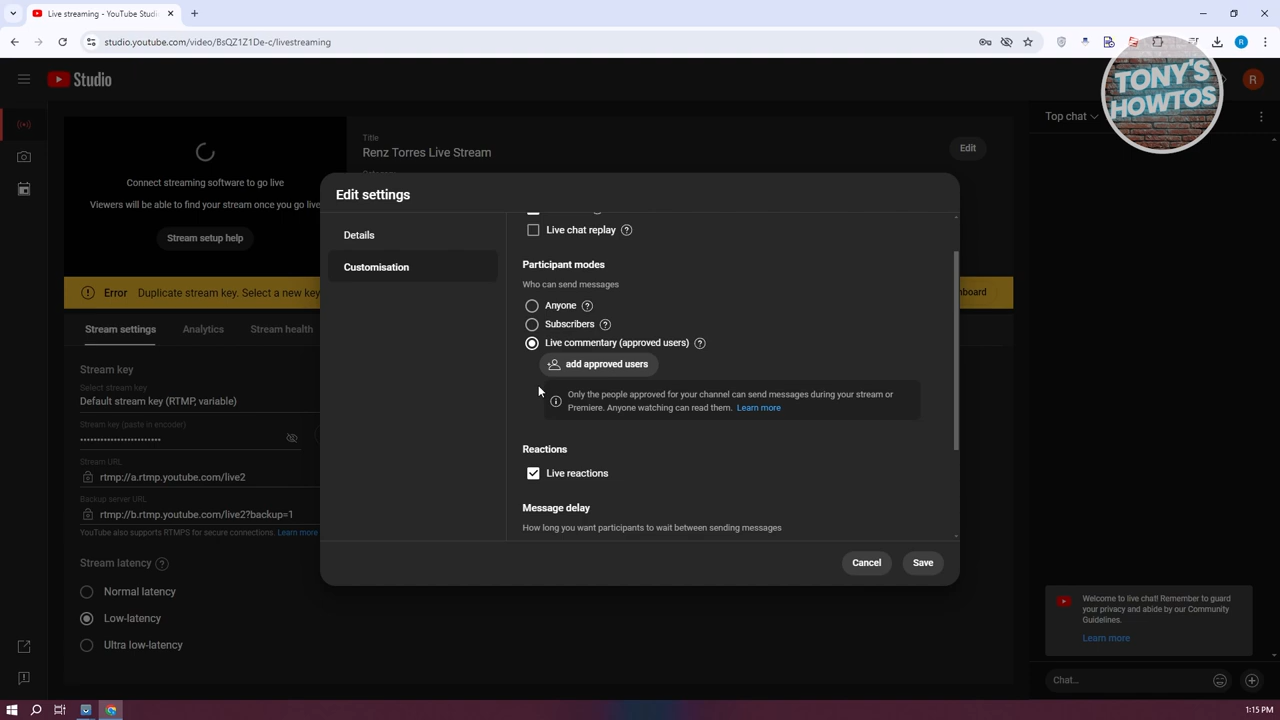 Live streaming - YouTube Studio
studio.youtube.com/video/BsQZ1Z1De-c/livestreaming
R
Studio
R
TONY'S
HOWTOS
Connect streaming software to go live
Viewers will be able to find your stream once you go live
Stream setup help
Title
Renz Torres Live Stream
Edit
Top chat
Error Duplicate stream key. Select a new key
board
Stream settings
Analytics
Stream health
Stream key
Select stream key
Default stream key (RTMP, variable)
Stream key (paste in encoder)
Stream URL
rtmp://a.rtmp.youtube.com/live2
Backup server URL
rtmp://b.rtmp.youtube.com/live2?backup=1
YouTube also supports RTMPS for secure connections. Learn more
Stream latency
Normal latency
Low-latency
Ultra low-latency
Edit settings
Details
Customisation
Live chat replay
Participant modes
Who can send messages
Anyone
Subscribers
Live commentary (approved users)
add approved users
Only the people approved for your channel can send messages during your stream or
Premiere. Anyone watching can read them. Learn more
Reactions
Live reactions
Message delay
How long you want participants to wait between sending messages
Cancel
Save
Welcome to live chat! Remember to guard
your privacy and abide by our Community
Guidelines.
Learn more
Chat...
1:15 PM